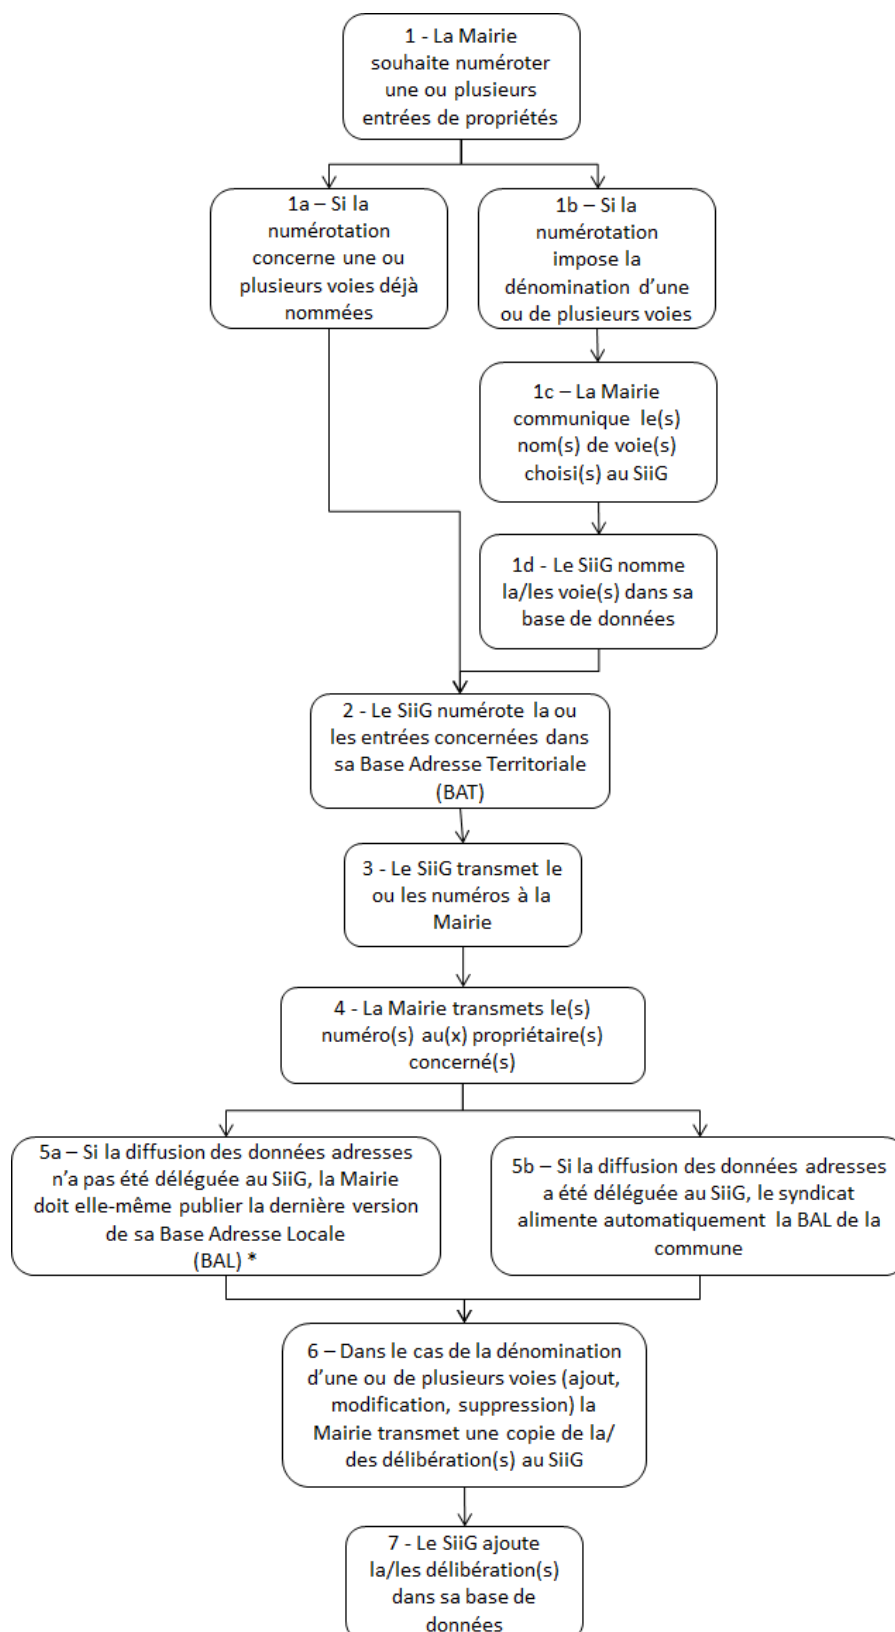 1 - La Mairie
souhaite numéroter
une ou plusieurs
entrées de propriétés
1a – Si la
numérotation
concerne une ou
plusieurs voies déjà
nommées
1b – Si la
numérotation
impose la
dénomination d’une
ou de plusieurs voies
1c – La Mairie
communique le(s)
nom(s) de voie(s)
choisi(s) au SiiG
1d - Le SiiG nomme
la/les voie(s) dans sa
base de données
2 - Le SiiG numérote la ou
les entrées concernées dans
sa Base Adresse Territoriale
(BAT)
3 - Le SiiG transmet le
ou les numéros à la
Mairie
4 - La Mairie transmets le(s)
numéro(s) au(x) propriétaire(s)
concerné(s)
5a – Si la diffusion des données adresses
n’a pas été déléguée au SiiG, la Mairie
doit elle-même publier la dernière version
de sa Base Adresse Locale
(BAL) *
5b – Si la diffusion des données adresses
a été déléguée au SiiG, le syndicat
alimente automatiquement la BAL de la
commune
6 – Dans le cas de la dénomination
d’une ou de plusieurs voies (ajout,
modification, suppression) la
Mairie transmet une copie de la/
des délibération(s) au SiiG
7 - Le SiiG ajoute
la/les délibération(s)
dans sa base de
données